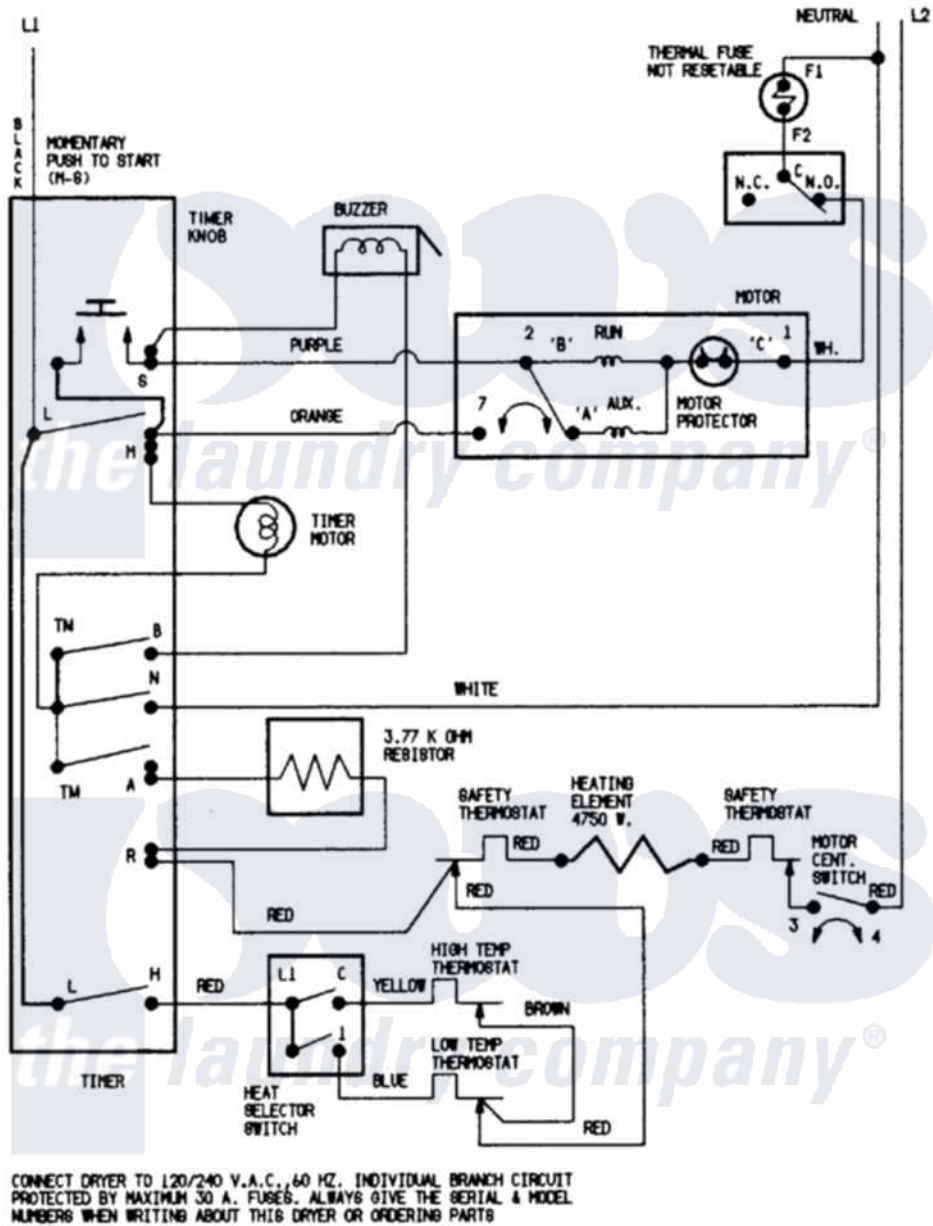 L1
NEUTRAL
L2
THERMAL FUSE
NOT RESETABLE
F1
F2
BLACK
MOMENTARY
PUSH TO START
(M-S)
C
N.C.
N.O.
TIMER
KNOB
BUZZER
MOTOR
PURPLE
2
'B'
RUN
'C'
1
WH.
S
L
ORANGE
7
'A'
AUX.
MOTOR
PROTECTOR
M
the laundry company®
TIMER
MOTOR
TM
B
N
WHITE
3.77 K OHM
RESISTOR
TM
A
SAFETY
THERMOSTAT
HEATING
ELEMENT
4750 W.
SAFETY
THERMOSTAT
RED
RED
MOTOR
CENT.
SWITCH
R
RED
RED
RED
3
4
HIGH TEMP
THERMOSTAT
L
H
RED
L1
C
YELLOW
BROWN
1
LOW TEMP
THERMOSTAT
the laundry company®
TIMER
BLUE
HEAT
SELECTOR
SWITCH
RED
CONNECT DRYER TO 120/240 V.A.C.,60 HZ. INDIVIDUAL BRANCH CIRCUIT
PROTECTED BY MAXIMUM 30 A. FUSES. ALWAYS GIVE THE SERIAL & MODEL
NUMBERS WHEN WRITING ABOUT THIS DRYER OR ORDERING PARTS